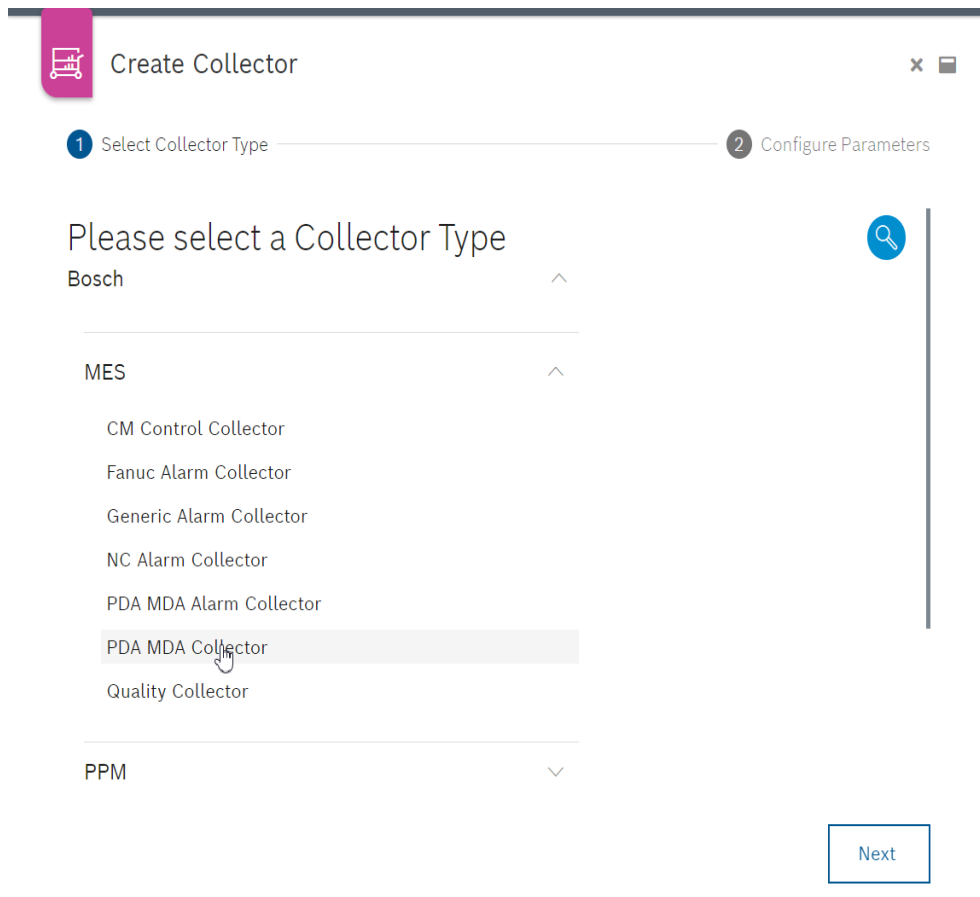 Create Collector
1 Select Collector Type 2 Configure Parameters
Please select a Collector Type
Bosch
MES
CM Control Collector
Fanuc Alarm Collector
Generic Alarm Collector
NC Alarm Collector
PDA MDA Alarm Collector
PDA MDA Collector
Quality Collector
PPM
Next